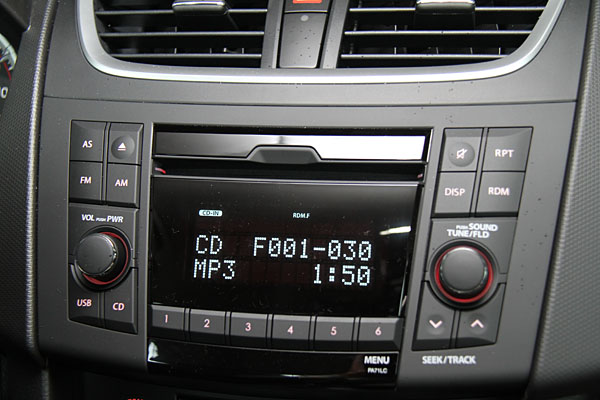 AS
RPT
FM
AM
DISP
RDM
VOL PUSH PWR
CD-IN
RDM.F
PUSH SOUND
TUNE/FLD
CD F001-030
MP3 1:50
USB
CD
1 2 3 4 5 6
MENU
SEEK/TRACK
PA71LC